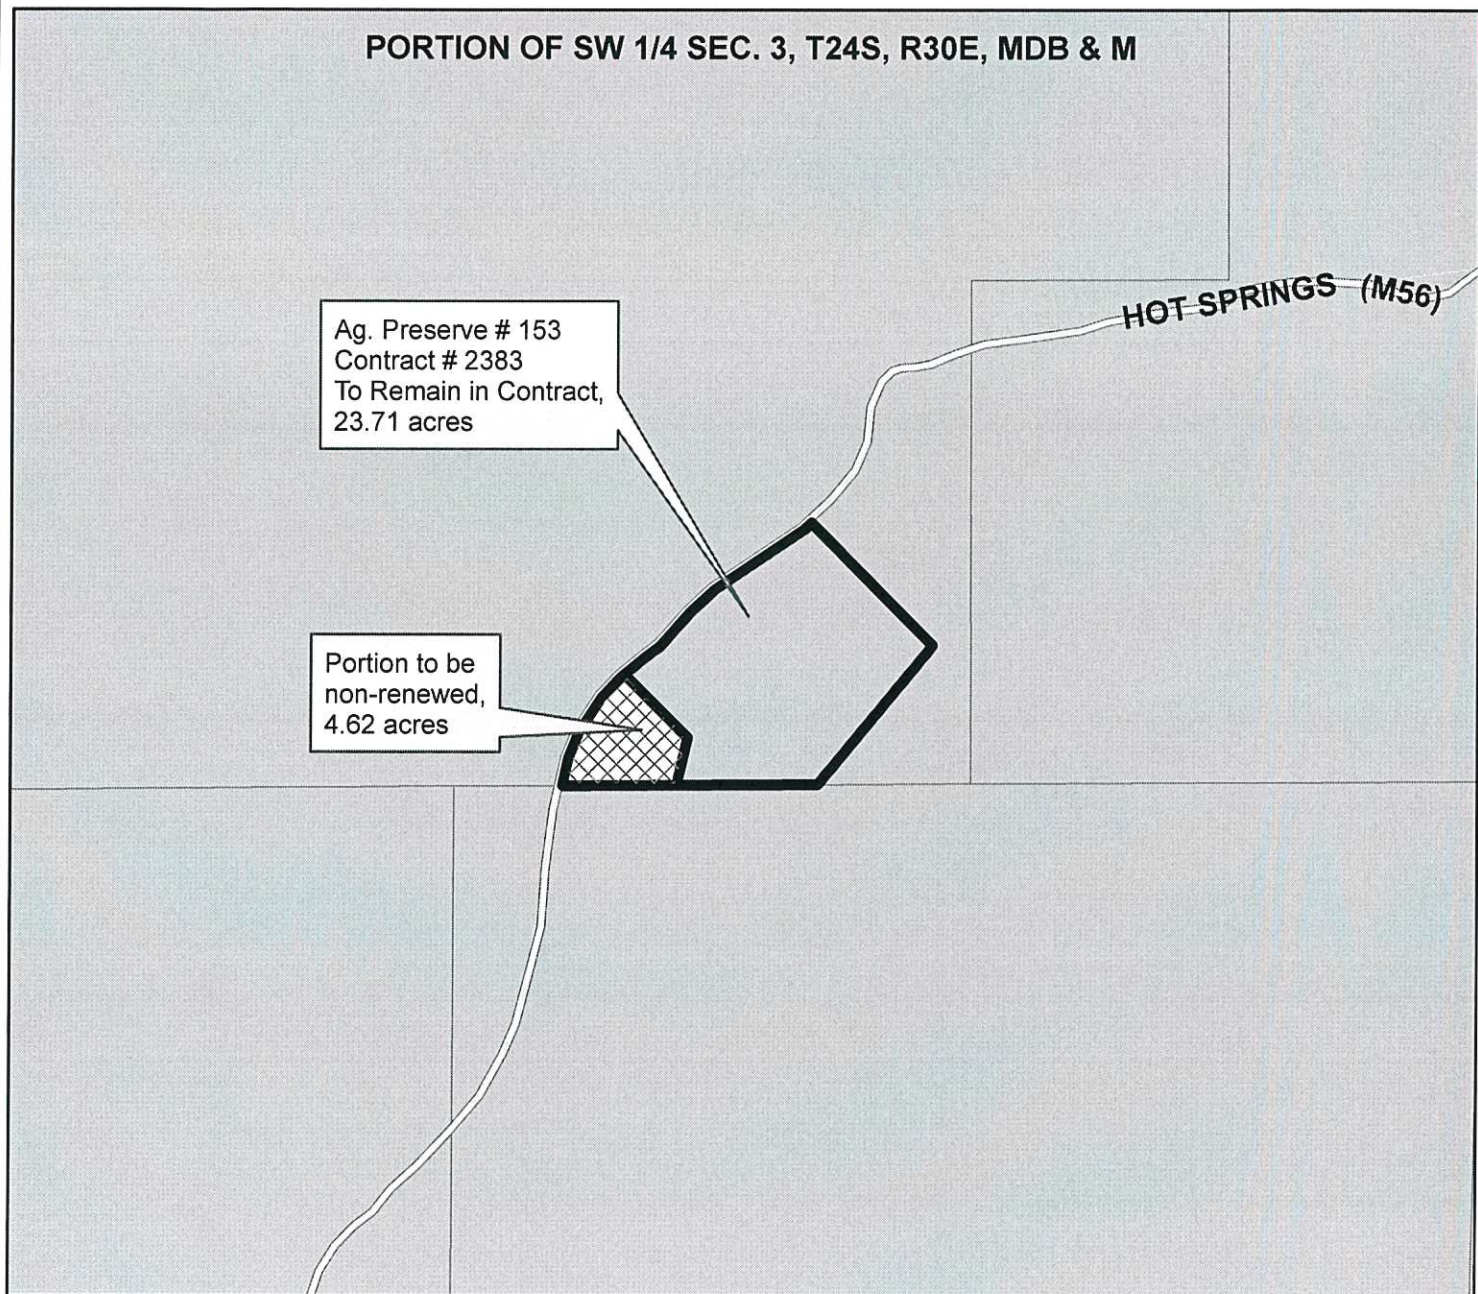 PORTION OF SW 1/4 SEC. 3, T24S, R30E, MDB & M
HOT SPRINGS (M56)
Ag. Preserve # 153
Contract # 2383
To Remain in Contract,
23.71 acres
Portion to be
non-renewed,
4.62 acres